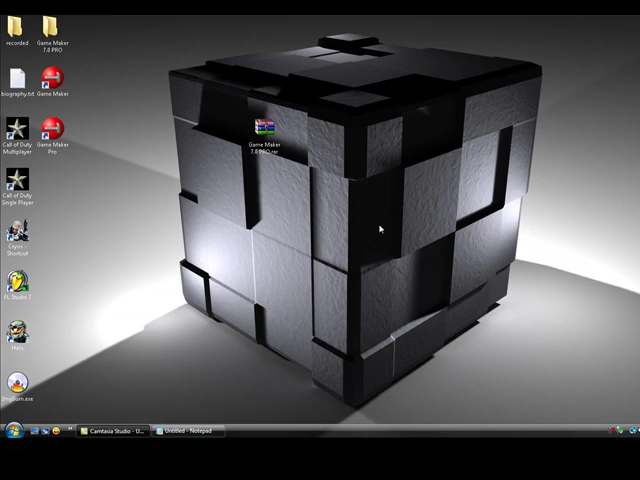 recorded
Game Maker
7.0 PRO
biography.txt
Game Maker
Call of Duty
Multiplayer
Game Maker
Pro
Game Maker
7.0 PRO.rar
Call of Duty
Single Player
Crysis -
Shortcut
FL Studio 7
Halo
ImgBurn.exe
Camtasia Studio - U...
Untitled - Notepad